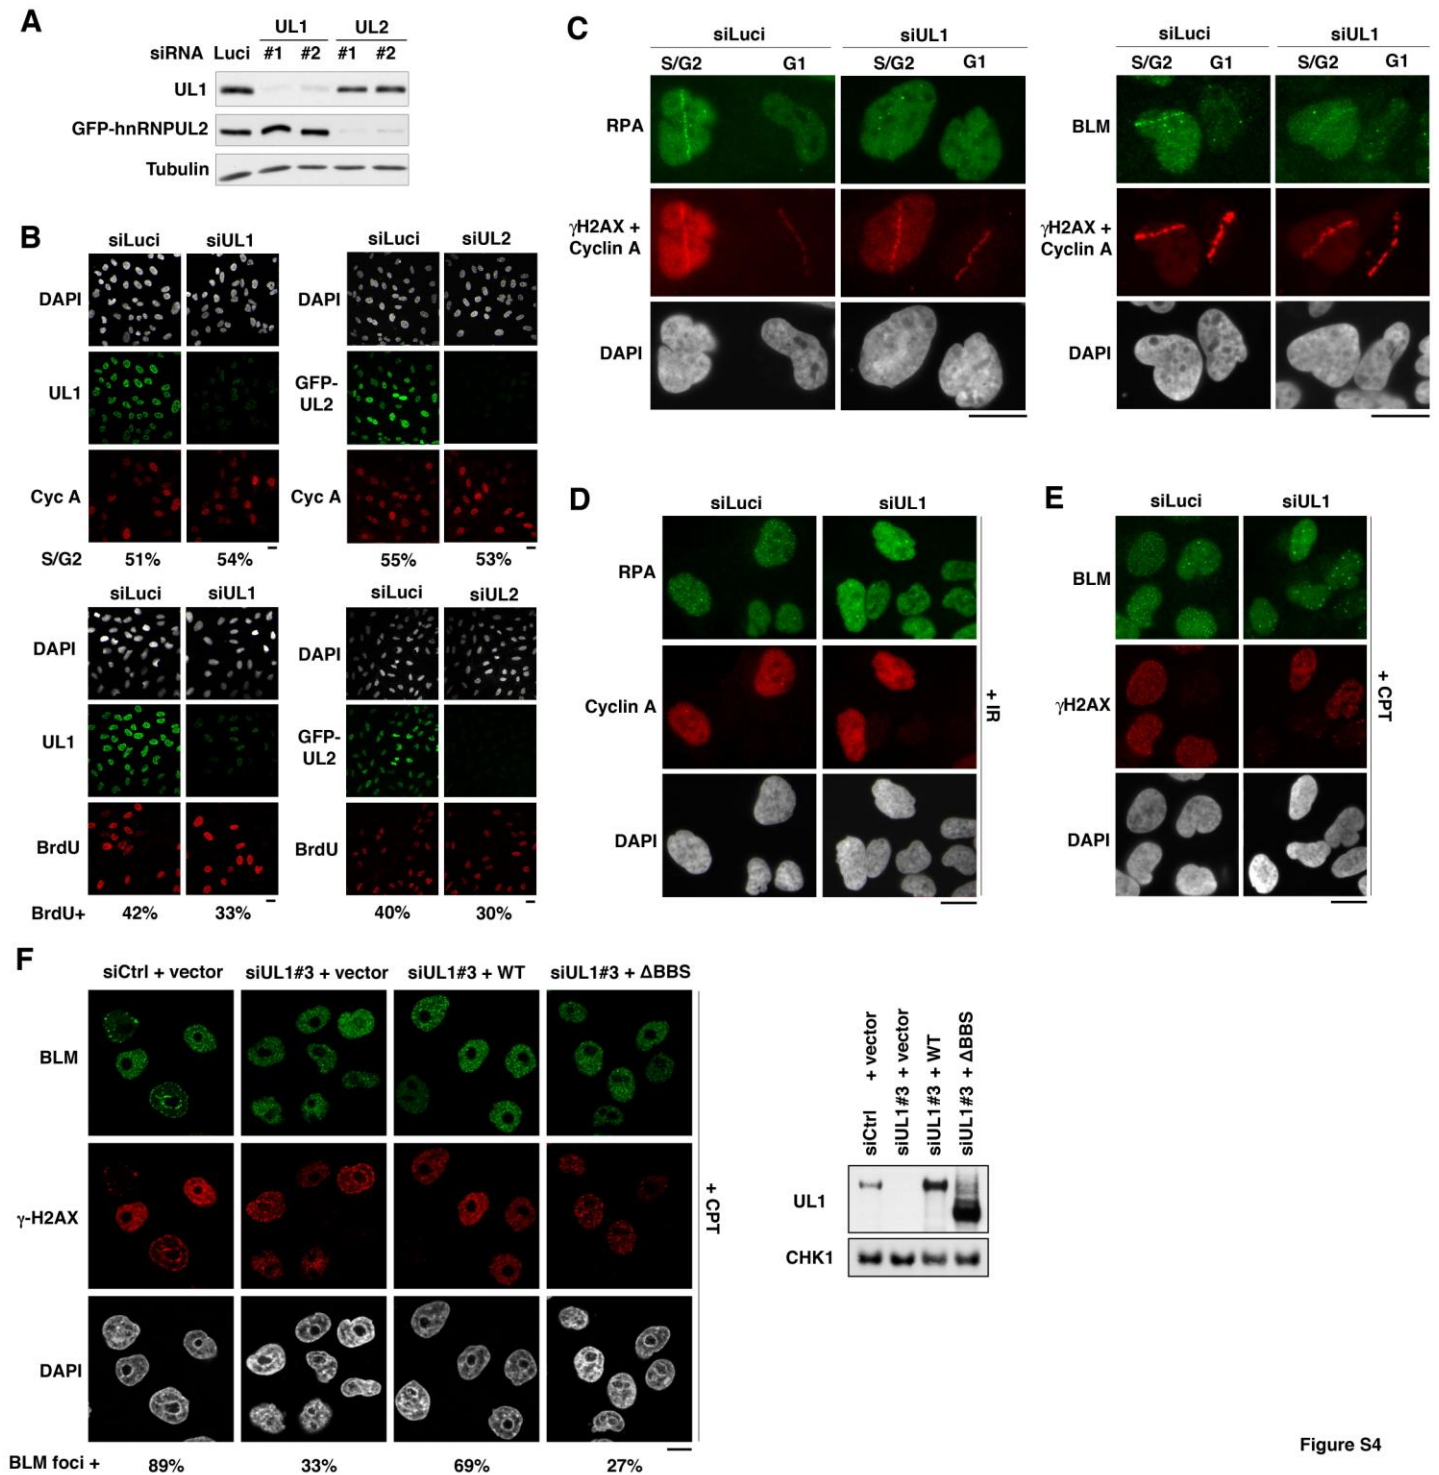 A
UL1 UL2
siRNA Luci #1 #2 #1 #2
UL1
GFP-hnRNPUL2
Tubulin
B
siLuci siUL1 siLuci siUL2
DAPI DAPI
UL1 GFP-
UL2
Cyc A Cyc A
S/G2 51% 54% 55% 53%
siLuci siUL1 siLuci siUL2
DAPI DAPI
UL1 GFP-
UL2
BrdU BrdU
BrdU+ 42% 33% 40% 30%
C
siLuci siUL1
S/G2 G1 S/G2 G1
RPA
γH2AX +
Cyclin A
DAPI
siLuci siUL1
S/G2 G1 S/G2 G1
BLM
γH2AX +
Cyclin A
DAPI
D
siLuci siUL1
RPA
Cyclin A
DAPI
+ IR
E
siLuci siUL1
BLM
γH2AX
DAPI
+ CPT
F
siCtrl + vector siUL1#3 + vector siUL1#3 + WT siUL1#3 + ΔBBS
BLM
γ-H2AX
DAPI
+ CPT
BLM foci + 89% 33% 69% 27%
siCtrl + vector
siUL1#3 + vector
siUL1#3 + WT
siUL1#3 + ΔBBS
UL1
CHK1
Figure S4